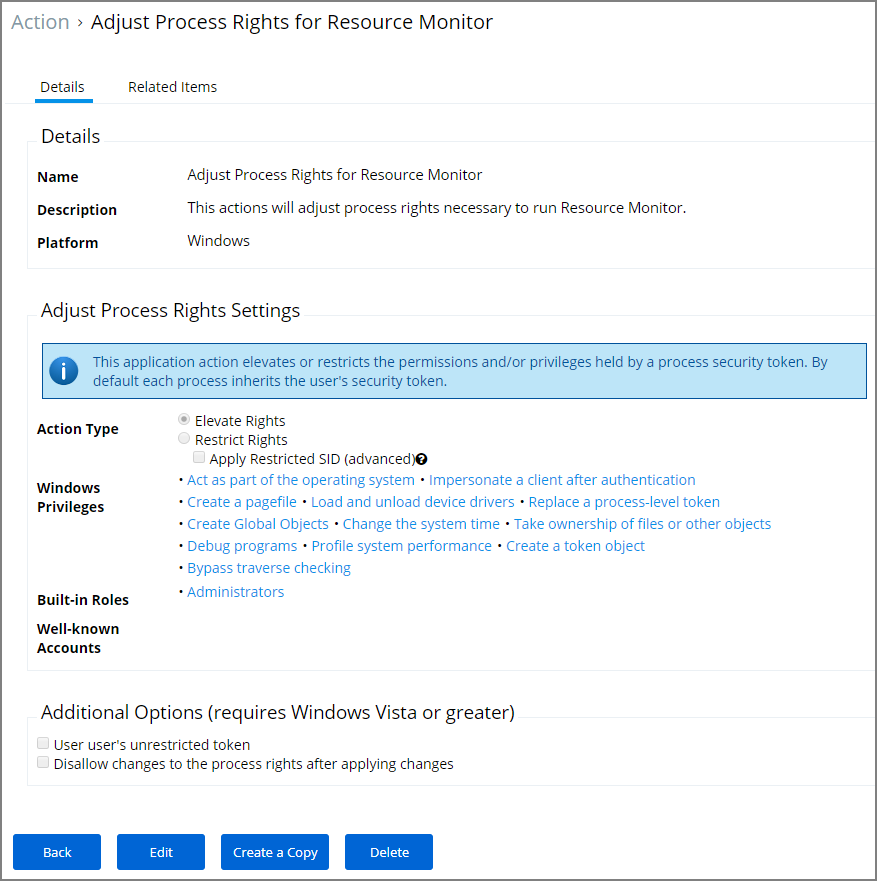 Action › Adjust Process Rights for Resource Monitor
Details Related Items
Details
Name Adjust Process Rights for Resource Monitor
Description This actions will adjust process rights necessary to run Resource Monitor.
Platform Windows
Adjust Process Rights Settings
i This application action elevates or restricts the permissions and/or privileges held by a process security token. By
default each process inherits the user's security token.
Action Type Elevate Rights
Restrict Rights
Apply Restricted SID (advanced)?
Windows Privileges • Act as part of the operating system • Impersonate a client after authentication
• Create a pagefile • Load and unload device drivers • Replace a process-level token
• Create Global Objects • Change the system time • Take ownership of files or other objects
• Debug programs • Profile system performance • Create a token object
• Bypass traverse checking
Built-in Roles • Administrators
Well-known
Accounts
Additional Options (requires Windows Vista or greater)
User user's unrestricted token
Disallow changes to the process rights after applying changes
Back Edit Create a Copy Delete